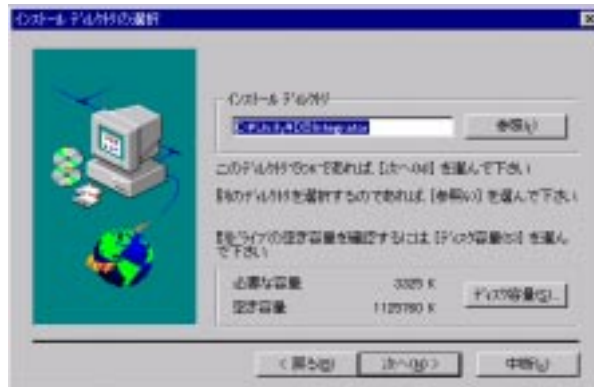 インストール ディレクトリの選択
インストール ディレクトリ
参照(R)
このディレクトリでOKであれば、[次へ(N)] を選んで下さい
別のディレクトリを選択するのであれば、[参照(R)] を選んで下さい
別ドライブの空き容量を確認するには、[ディスク容量(S)] を選ん
で下さい
必要な容量 3325 K
空き容量 1125760 K
ディスク容量(S)...
< 戻る(B)
次へ(N) >
中断